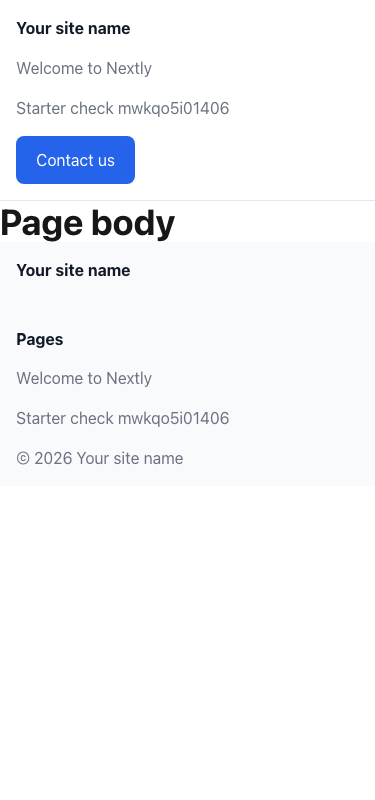 Your site name
Welcome to Nextly
Starter check mwkqo5i01406
Contact us
Page body
Your site name
Pages
Welcome to Nextly
Starter check mwkqo5i01406
© 2026 Your site name